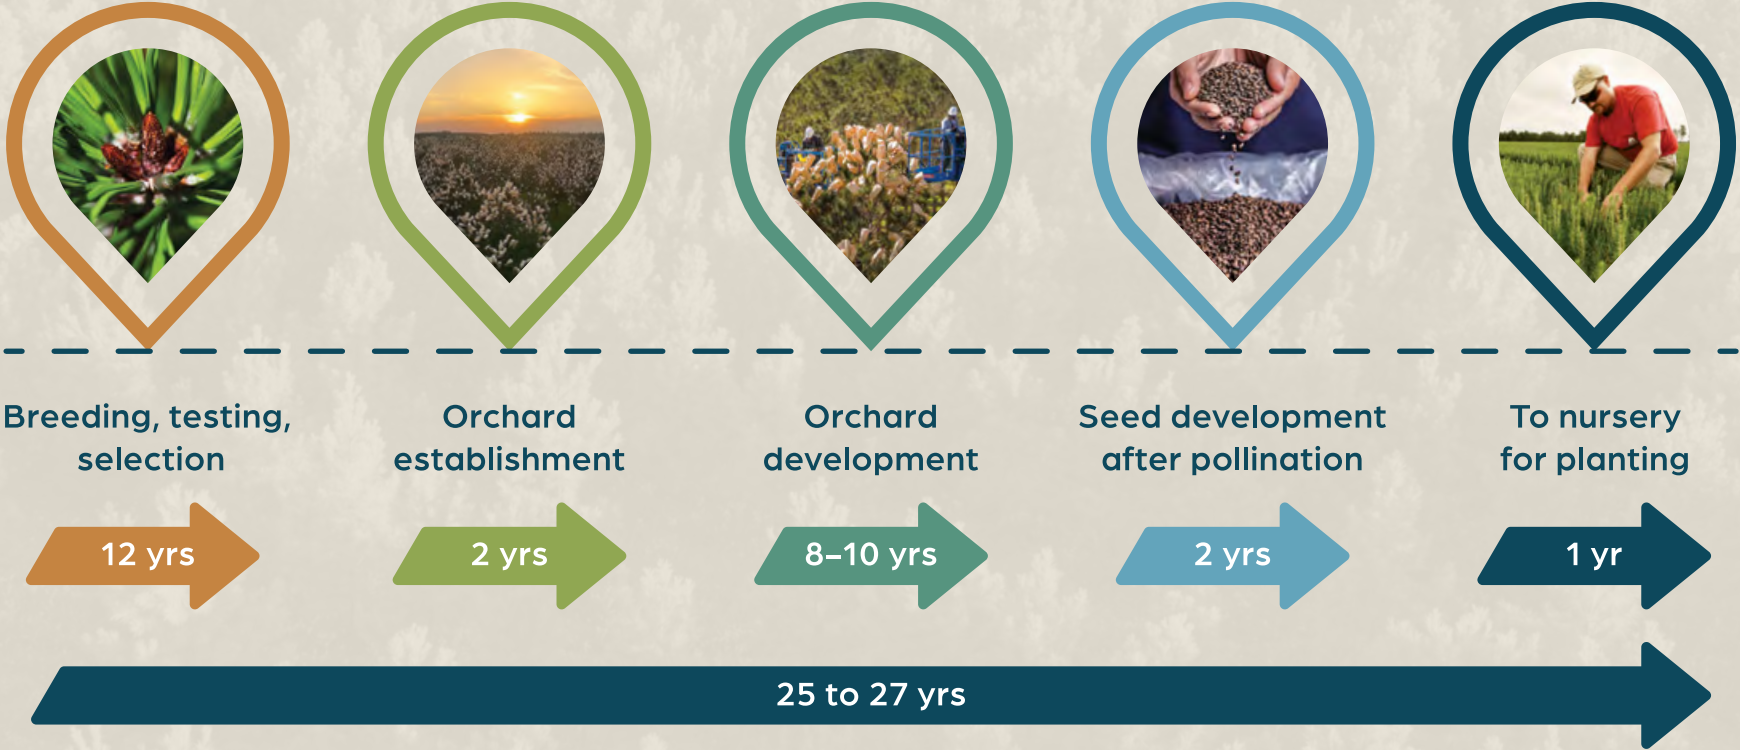 Breeding, testing,
selection
Orchard
establishment
Orchard
development
Seed development
after pollination
To nursery
for planting
12 yrs
2 yrs
8–10 yrs
2 yrs
1 yr
25 to 27 yrs